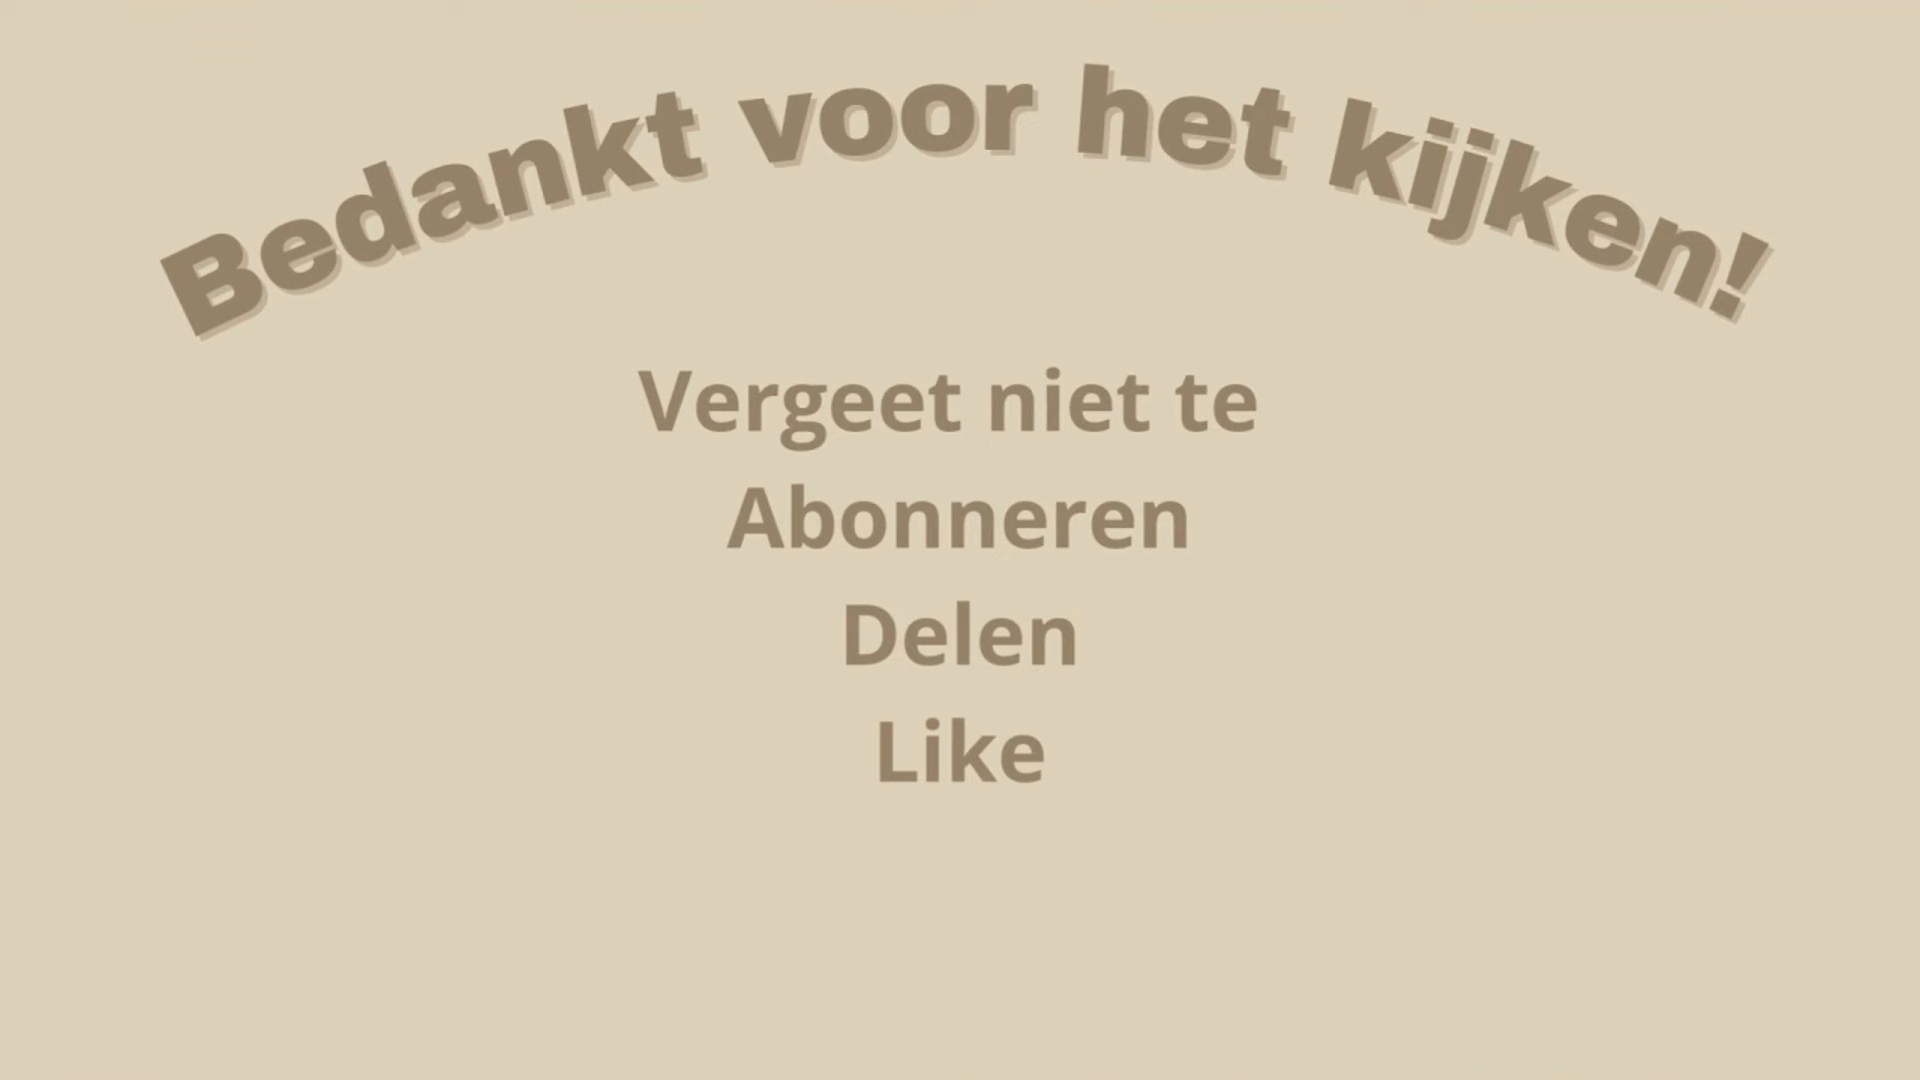 Bedankt voor het kijken!
Vergeet niet te
Abonneren
Delen
Like